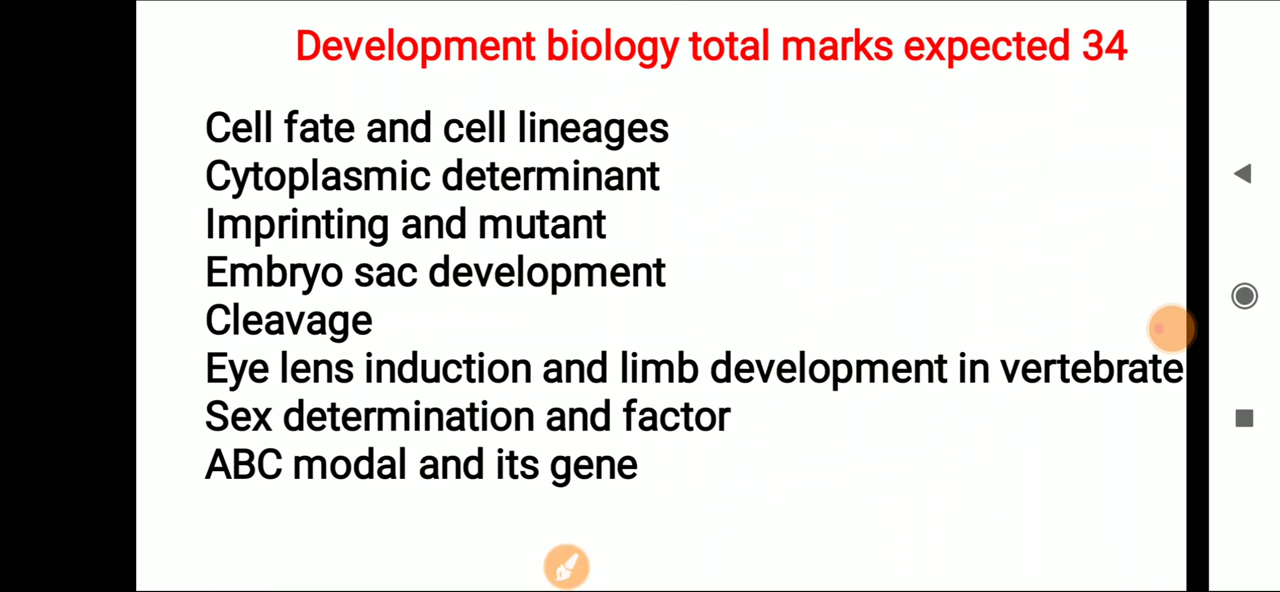 Development biology total marks expected 34
Cell fate and cell lineages
Cytoplasmic determinant
Imprinting and mutant
Embryo sac development
Cleavage
Eye lens induction and limb development in vertebrate
Sex determination and factor
ABC modal and its gene